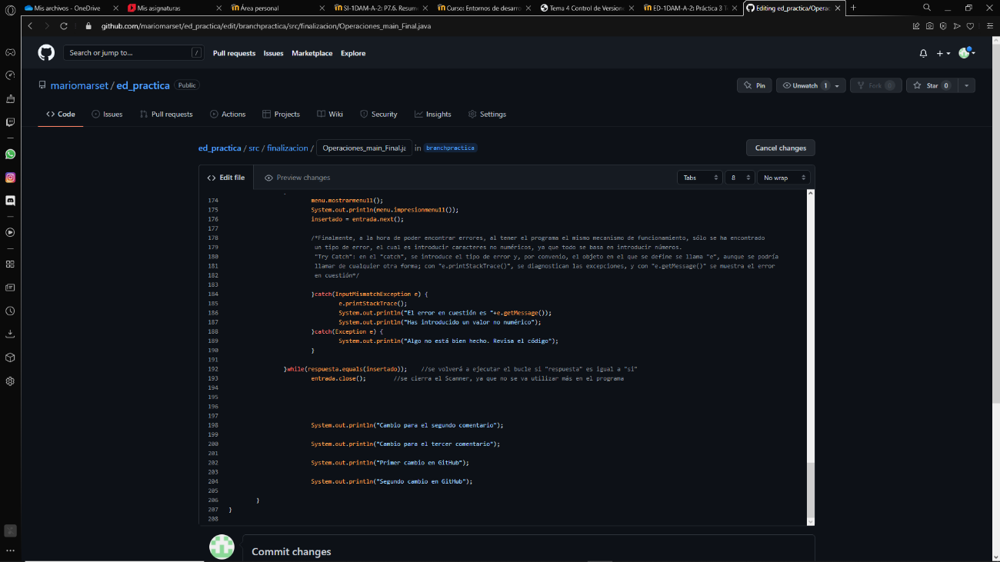 Mis archivos - OneDrive
Mis asignaturas
Área personal
SI-1DAM-A-2: P7.6. Resume
Curso: Entornos de desarro
Tema 4 Control de Version
ED-1DAM-A-2: Práctica 3 T
Editing ed_practica/Operac
github.com/mariomarset/ed_practica/edit/branchpractica/src/finalizacion/Operaciones_main_Final.java
Search or jump to...
/
Pull requests
Issues
Marketplace
Explore
mariomarset / ed_practica
Public
Pin
Unwatch 1
Fork 0
Star 0
Code
Issues
Pull requests
Actions
Projects
Wiki
Security
Insights
Settings
ed_practica / src / finalizacion / Operaciones_main_Final.ja in branchpractica
Cancel changes
Edit file
Preview changes
Tabs
8
No wrap
174 menu.mostrarmenu11();
175 System.out.println(menu.impresionmenu11());
176 insertado = entrada.next();
177
178 /*Finalmente, a la hora de poder encontrar errores, al tener el programa el mismo mecanismo de funcionamiento, sólo se ha encontrado
179 un tipo de error, el cual es introducir caracteres no numéricos, ya que todo se basa en introducir números.
180 "Try Catch": en el "catch", se introduce el tipo de error y, por convenio, el objeto en el que se define se llama "e", aunque se podría
181 llamar de cualquier otra forma; con "e.printStackTrace()", se diagnostican las excepciones, y con "e.getMessage()" se muestra el error
182 en cuestión*/
183
184 }catch(InputMismatchException e) {
185 e.printStackTrace();
186 System.out.println("El error en cuestión es "+e.getMessage());
187 System.out.println("Has introducido un valor no numérico");
188 }catch(Exception e) {
189 System.out.println("Algo no está bien hecho. Revisa el código");
190 }
191
192 }while(respuesta.equals(insertado)); //se volverá a ejecutar el bucle si "respuesta" es igual a "si"
193 entrada.close(); //se cierra el Scanner, ya que no se va utilizar más en el programa
194
195
196
197
198 System.out.println("Cambio para el segundo comentario");
199
200 System.out.println("Cambio para el tercer comentario");
201
202 System.out.println("Primer cambio en GitHub");
203
204 System.out.println("Segundo cambio en GitHub");
205
206 }
207 }
208
Commit changes